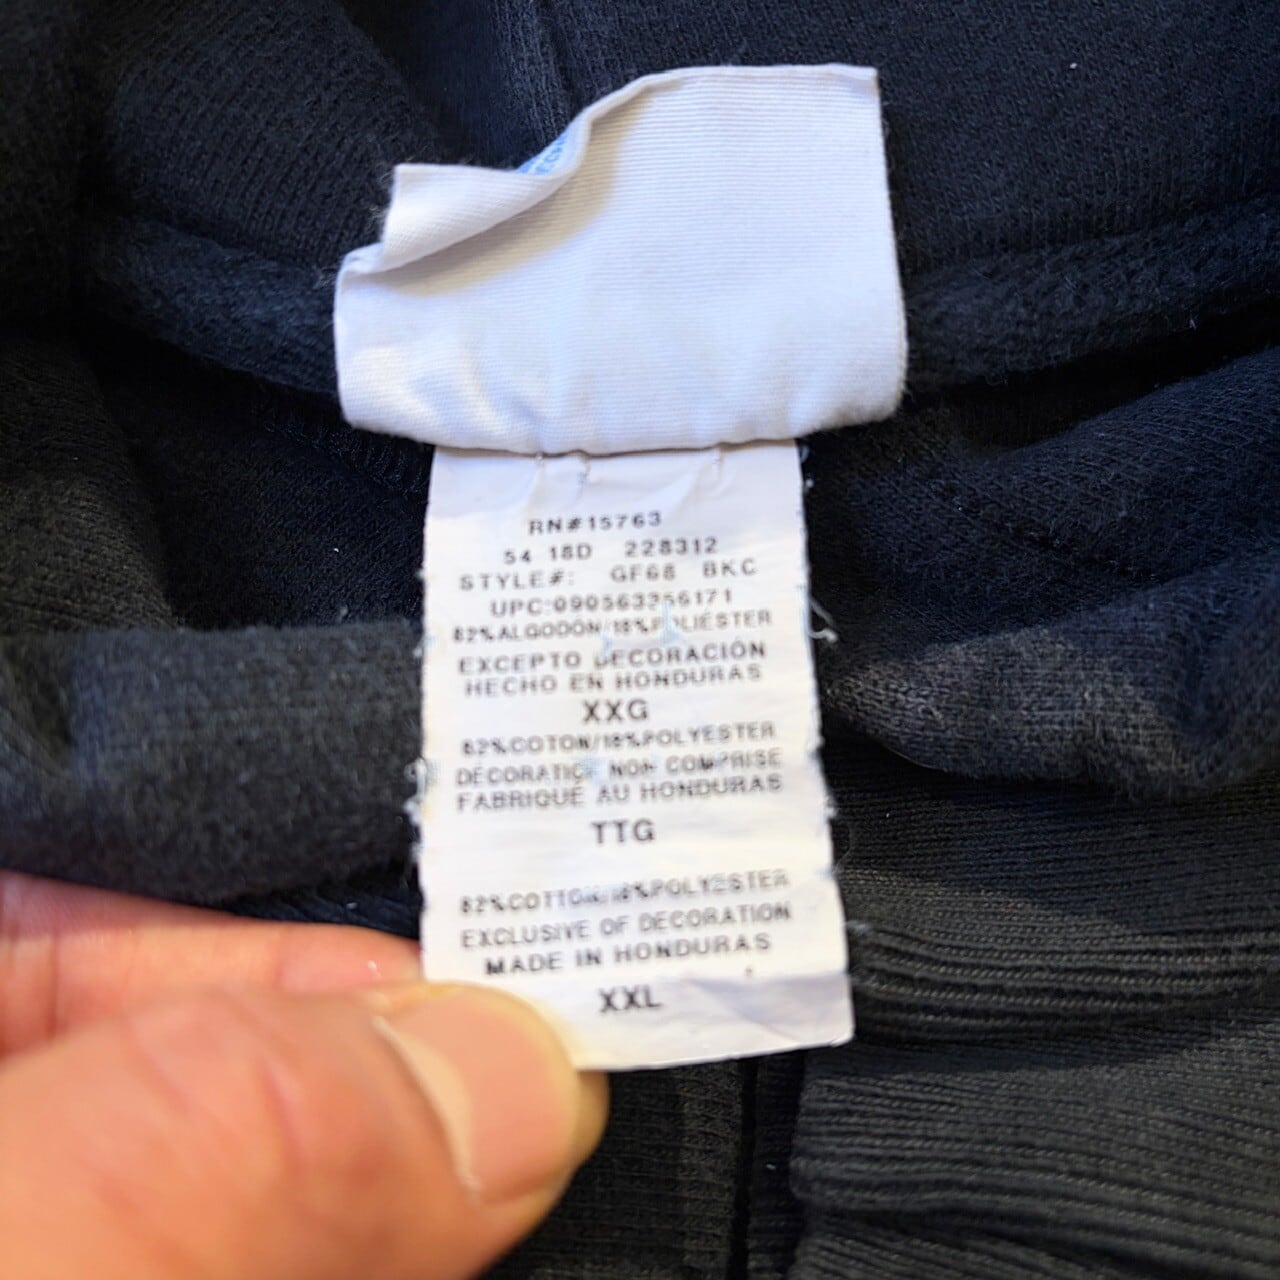 RN#15763
54 18D 228312
STYLE#: GF68 BKC
UPC:090563356171
82%ALGODÓN/18%POLIÉSTER
EXCEPTO DECORACIÓN
HECHO EN HONDURAS
XXG
82%COTON/18%POLYESTER
DÉCORATION NON COMPRISE
FABRIQUÉ AU HONDURAS
TTG
82%COTTON/18%POLYESTER
EXCLUSIVE OF DECORATION
MADE IN HONDURAS
XXL